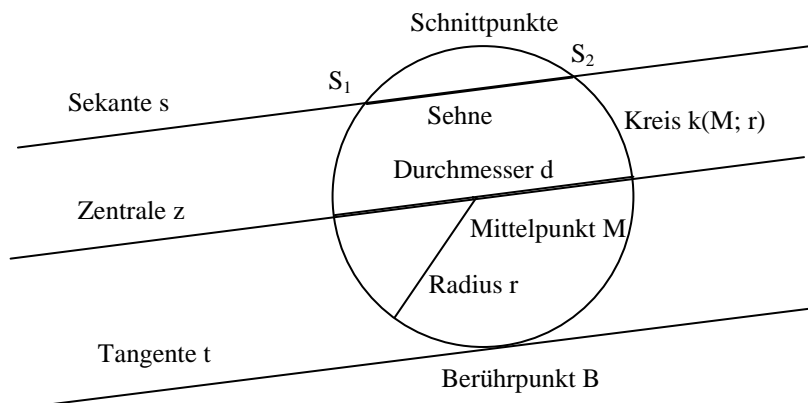 Schnittpunkte
S₂
S₁
Sekante s
Sehne
Kreis k(M; r)
Durchmesser d
Zentrale z
Mittelpunkt M
Radius r
Tangente t
Berührpunkt B